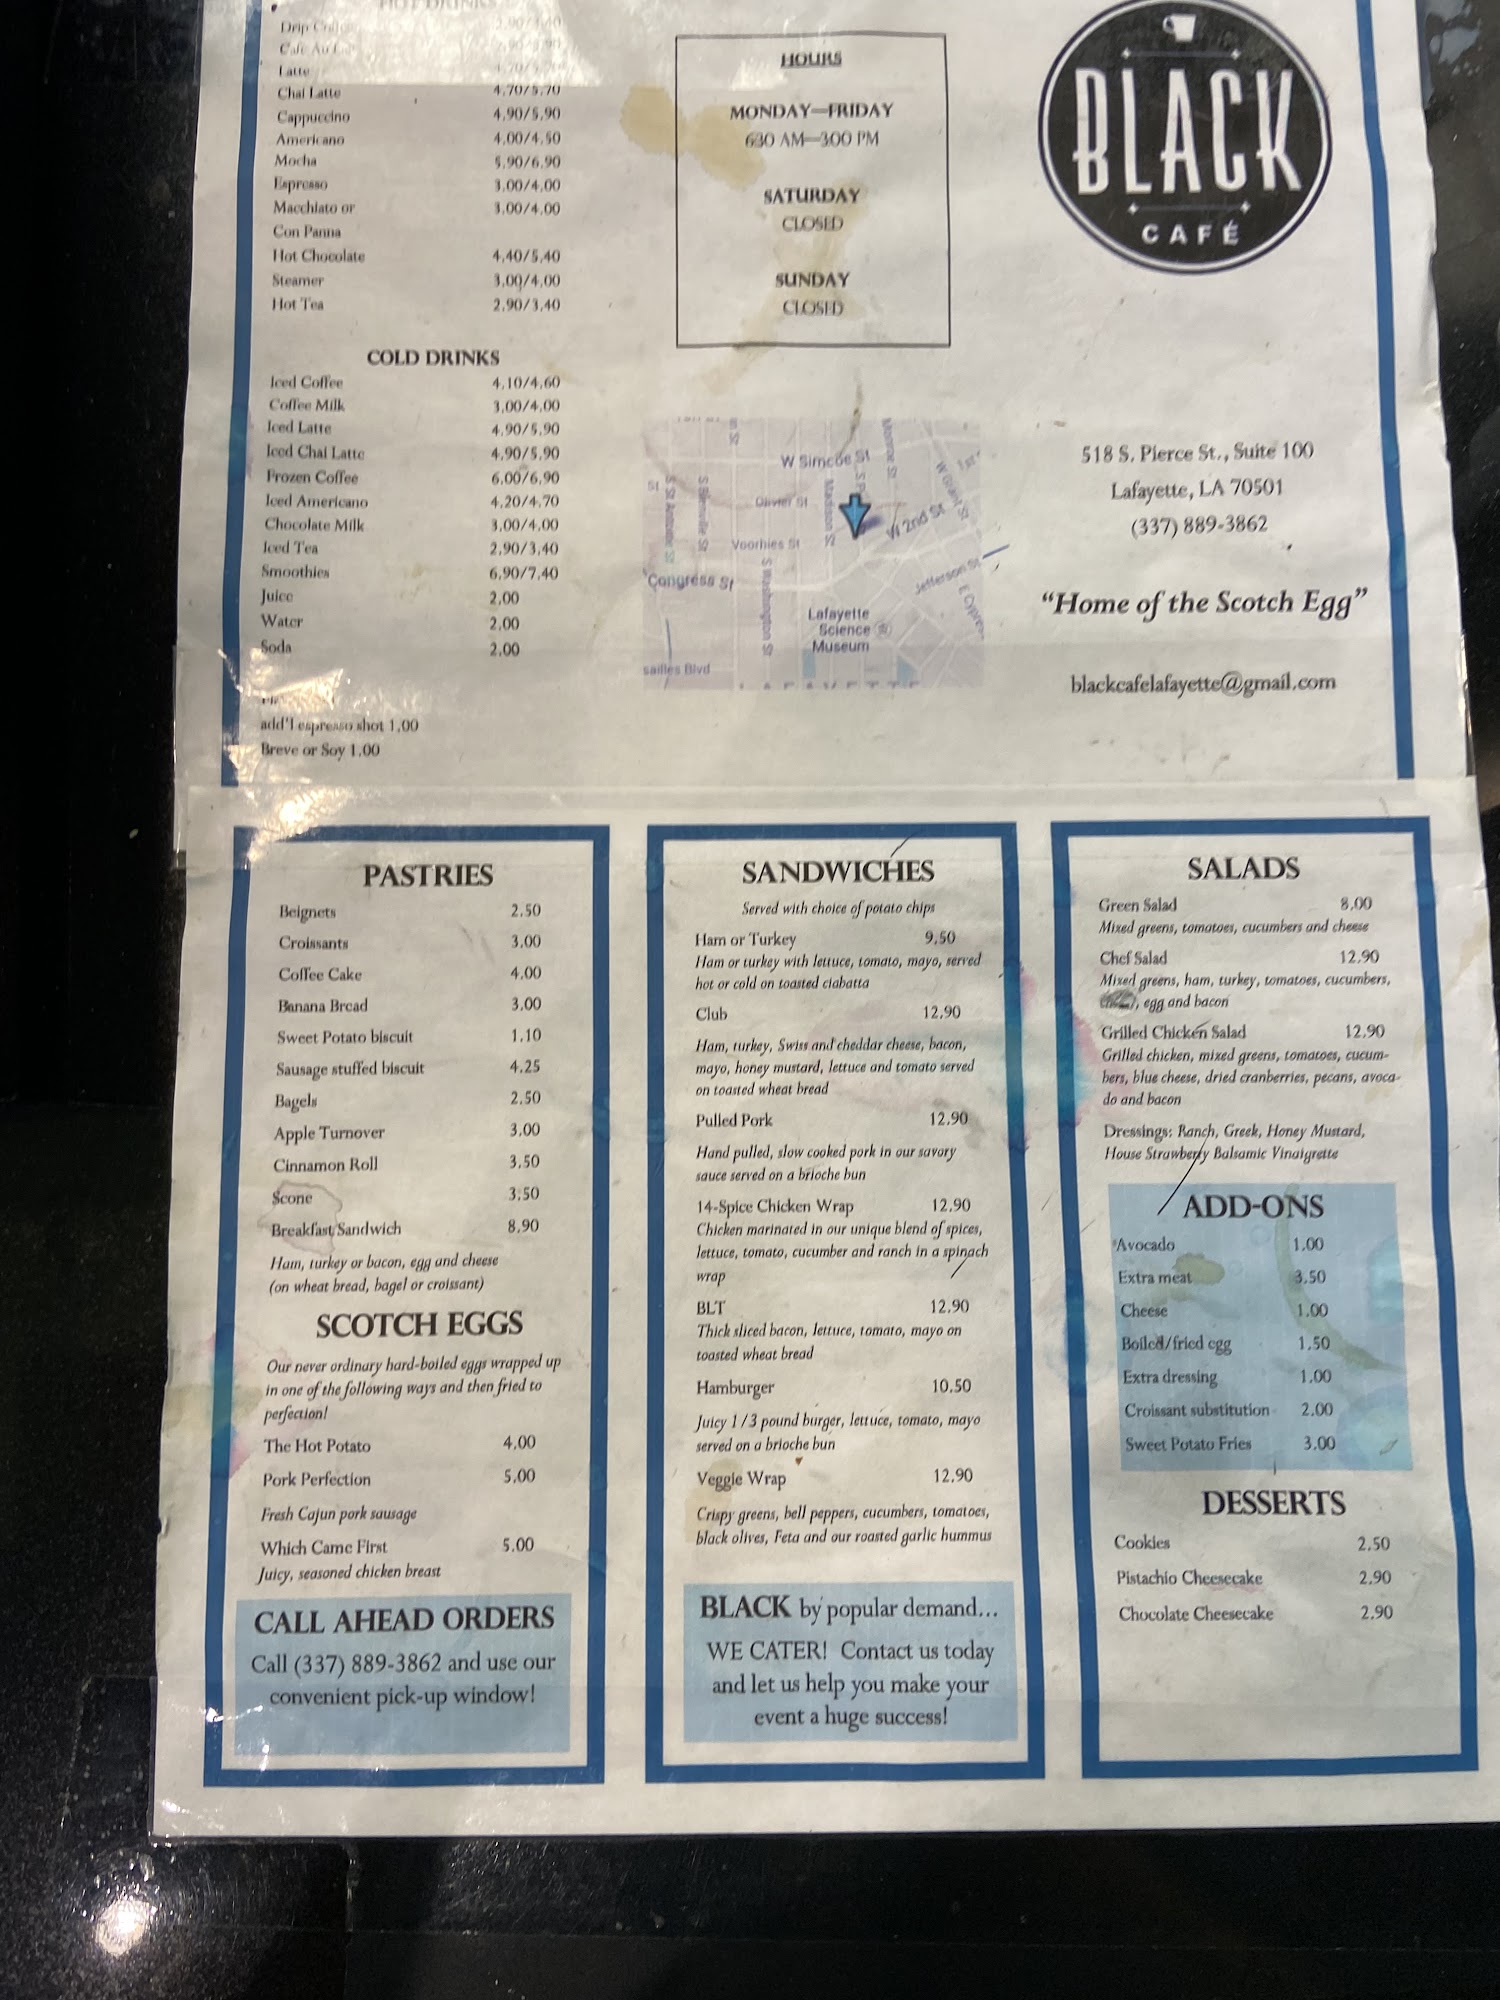 HOT DRINKS
Drip Coffee
Cafe Au
Latte
Chai Latte 4.70/5.70
Cappuccino 4.90/5.90
Americano 4.00/4.50
Mocha 5.90/6.90
Espresso 3.00/4.00
Macchiato or 3.00/4.00
Con Panna
Hot Chocolate 4.40/5.40
Steamer 3.00/4.00
Hot Tea 2.90/3.40
COLD DRINKS
Iced Coffee 4.10/4.60
Coffee Milk 3.00/4.00
Iced Latte 4.90/5.90
Iced Chai Latte 4.90/5.90
Frozen Coffee 6.00/6.90
Iced Americano 4.20/4.70
Chocolate Milk 3.00/4.00
Iced Tea 2.90/3.40
Smoothies 6.90/7.40
Juice 2.00
Water 2.00
Soda 2.00
add'l espresso shot 1.00
Breve or Soy 1.00
HOURS
MONDAY—FRIDAY
6:30 AM—3:00 PM
SATURDAY
CLOSED
SUNDAY
CLOSED
BLACK
CAFÉ
W Simcoe St
Olivier St
Madison St
W 2nd St
Voorhies St
S St Antoine St
S Bienville St
Congress St
S Washington St
Jefferson St
Lafayette
Science
Museum
sailles Blvd
LAFAYETTE
518 S. Pierce St., Suite 100
Lafayette, LA 70501
(337) 889-3862
“Home of the Scotch Egg”
blackcafelafayette@gmail.com
PASTRIES
Beignets 2.50
Croissants 3.00
Coffee Cake 4.00
Banana Bread 3.00
Sweet Potato biscuit 1.10
Sausage stuffed biscuit 4.25
Bagels 2.50
Apple Turnover 3.00
Cinnamon Roll 3.50
Scone 3.50
Breakfast Sandwich 8.90
Ham, turkey or bacon, egg and cheese
(on wheat bread, bagel or croissant)
SCOTCH EGGS
Our never ordinary hard-boiled eggs wrapped up
in one of the following ways and then fried to
perfection!
The Hot Potato 4.00
Pork Perfection 5.00
Fresh Cajun pork sausage
Which Came First 5.00
Juicy, seasoned chicken breast
CALL AHEAD ORDERS
Call (337) 889-3862 and use our
convenient pick-up window!
SANDWICHES
Served with choice of potato chips
Ham or Turkey 9.50
Ham or turkey with lettuce, tomato, mayo, served
hot or cold on toasted ciabatta
Club 12.90
Ham, turkey, Swiss and cheddar cheese, bacon,
mayo, honey mustard, lettuce and tomato served
on toasted wheat bread
Pulled Pork 12.90
Hand pulled, slow cooked pork in our savory
sauce served on a brioche bun
14-Spice Chicken Wrap 12.90
Chicken marinated in our unique blend of spices,
lettuce, tomato, cucumber and ranch in a spinach
wrap
BLT 12.90
Thick sliced bacon, lettuce, tomato, mayo on
toasted wheat bread
Hamburger 10.50
Juicy 1/3 pound burger, lettuce, tomato, mayo
served on a brioche bun
Veggie Wrap 12.90
Crispy greens, bell peppers, cucumbers, tomatoes,
black olives, Feta and our roasted garlic hummus
BLACK by popular demand...
WE CATER! Contact us today
and let us help you make your
event a huge success!
SALADS
Green Salad 8.00
Mixed greens, tomatoes, cucumbers and cheese
Chef Salad 12.90
Mixed greens, ham, turkey, tomatoes, cucumbers,
, egg and bacon
Grilled Chicken Salad 12.90
Grilled chicken, mixed greens, tomatoes, cucum-
bers, blue cheese, dried cranberries, pecans, avoca-
do and bacon
Dressings: Ranch, Greek, Honey Mustard,
House Strawberry Balsamic Vinaigrette
ADD-ONS
Avocado 1.00
Extra meat 3.50
Cheese 1.00
Boiled/fried egg 1.50
Extra dressing 1.00
Croissant substitution 2.00
Sweet Potato Fries 3.00
DESSERTS
Cookies 2.50
Pistachio Cheesecake 2.90
Chocolate Cheesecake 2.90